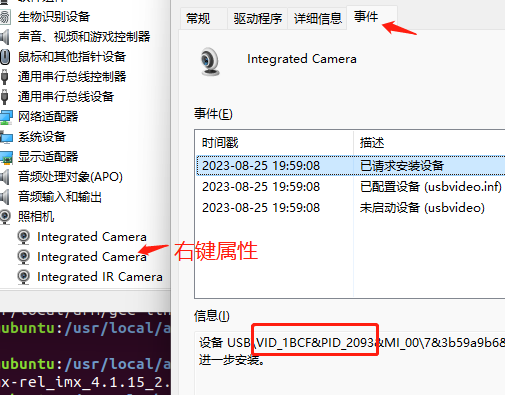 生物识别设备
声音、视频和游戏控制器
鼠标和其他指针设备
通用串行总线控制器
通用串行总线设备
网络适配器
系统设备
显示适配器
音频处理对象(APO)
音频输入和输出
照相机
Integrated Camera
Integrated Camera
Integrated IR Camera
右键属性
常规 驱动程序 详细信息 事件
Integrated Camera
事件(E)
时间戳 描述
2023-08-25 19:59:08 已请求安装设备
2023-08-25 19:59:08 已配置设备 (usbvideo.inf)
2023-08-25 19:59:08 未启动设备 (usbvideo)
信息(I)
设备 USB\VID_1BCF&PID_2093&MI_00\7&3b59a9b6&
进一步安装。
ubuntu:/usr/local/a
ubuntu:/usr/local/a
x-rel_imx_4.1.15_2.
ubuntu:/usr/local/a